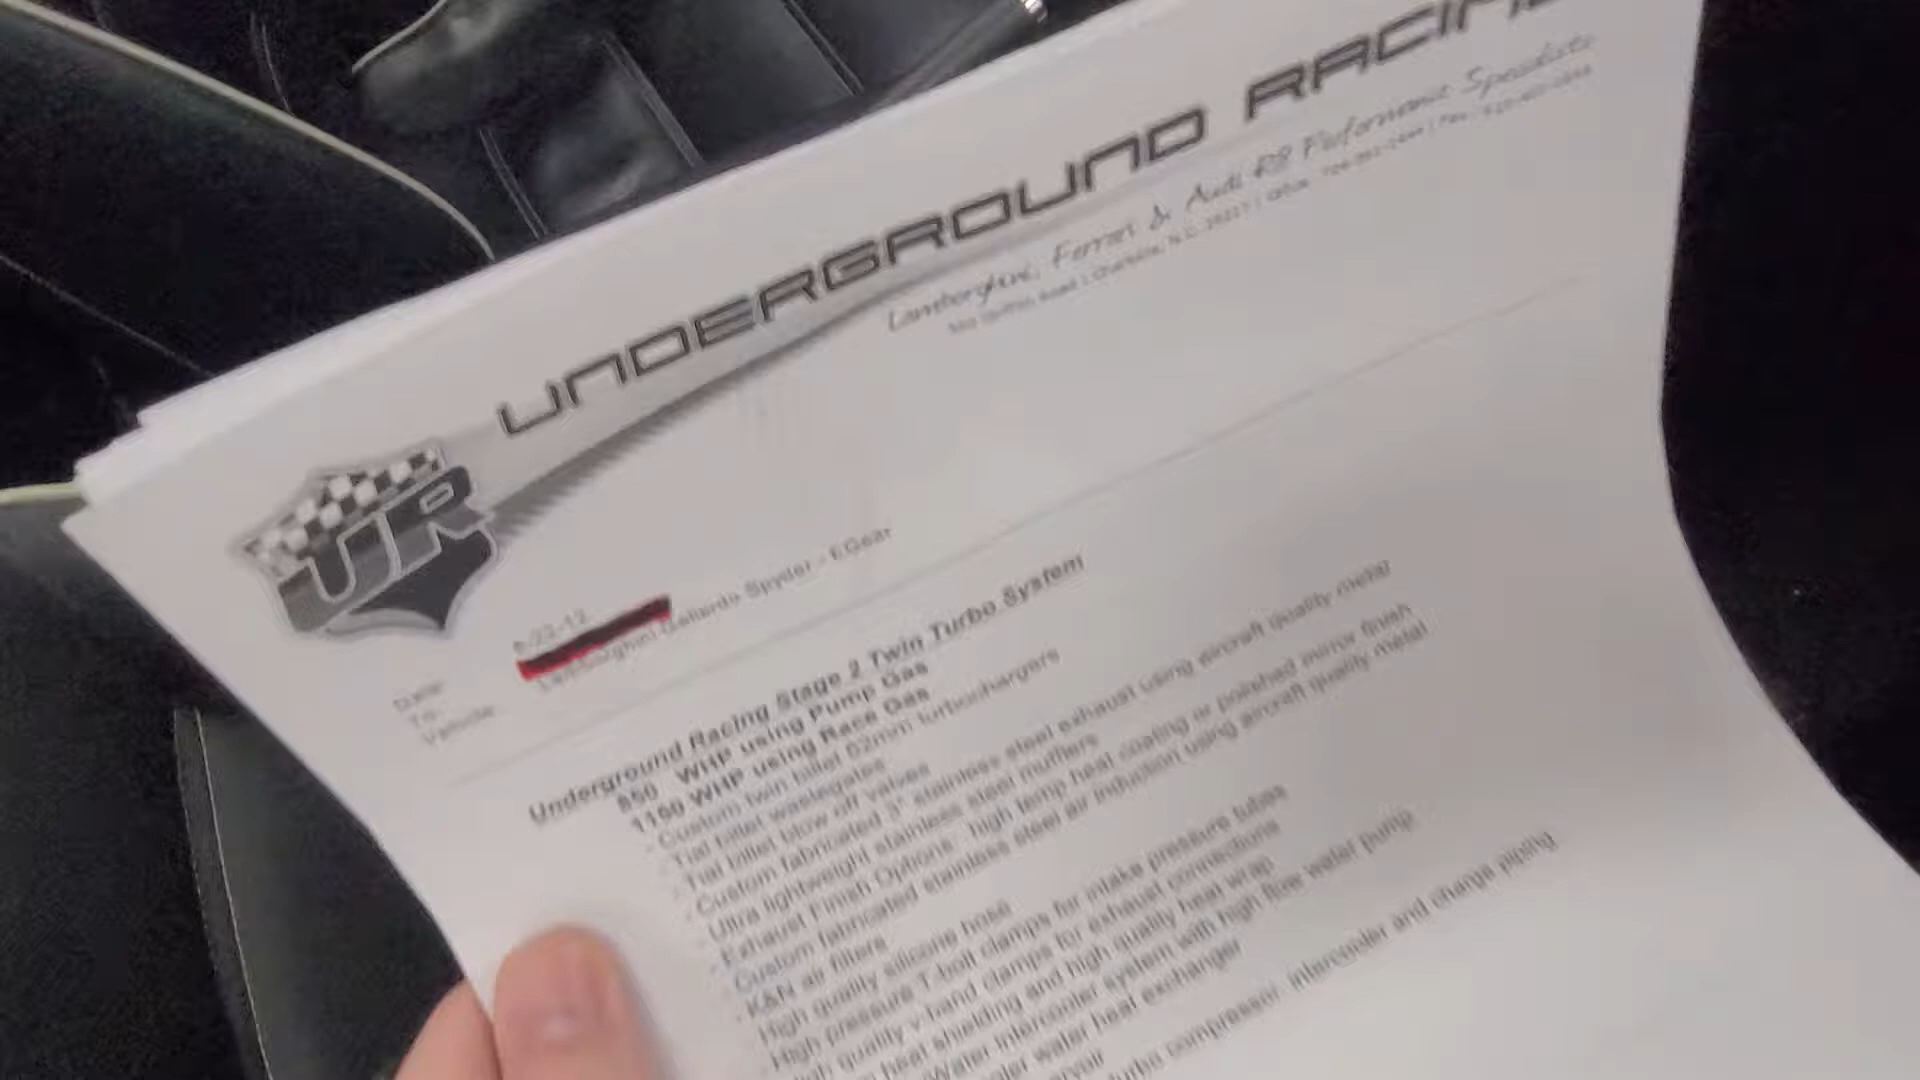 UNDERGROUND RACING
Lamborghini, Ferrari & Audi R8 Performance Specialists
UR
Date:
To:
Vehicle: Lamborghini Gallardo Spyder - EGear
Underground Racing Stage 2 Twin Turbo System
850 WHP using Pump Gas
1100 WHP using Race Gas
- Custom twin billet 62mm turbochargers
- Tial billet wastegates
- Tial billet blow off valves
- Custom fabricated 3" stainless steel exhaust using aircraft quality metal
- Ultra lightweight stainless steel mufflers
- Exhaust Finish Options: high temp heat coating or polished mirror finish
- Custom fabricated stainless steel air induction using aircraft quality metal
- K&N air filters
- High quality silicone hose
- High pressure T-bolt clamps for intake pressure tubes
High quality v-band clamps for exhaust connections
heat shielding and high quality heat wrap
Water intercooler system with high flow water pump
water heat exchanger
turbo compressor, intercooler and charge piping